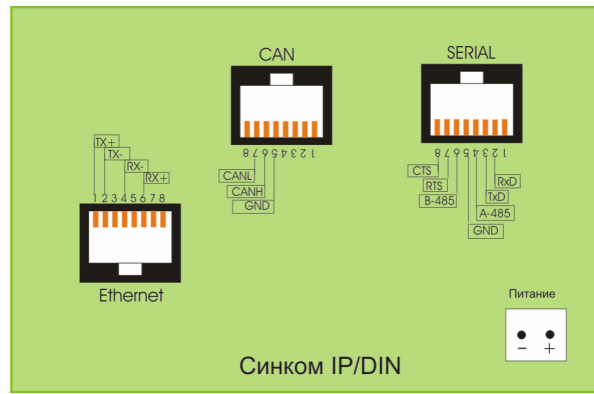 CAN
SERIAL
8 7 6 5 4 3 2 1
8 7 6 5 4 3 2 1
TX+
TX-
RX-
RX+
1 2 3 4 5 6 7 8
CANL
CANH
GND
CTS
RTS
B-485
RxD
TxD
A-485
GND
Ethernet
Питание
− +
Синком IP/DIN